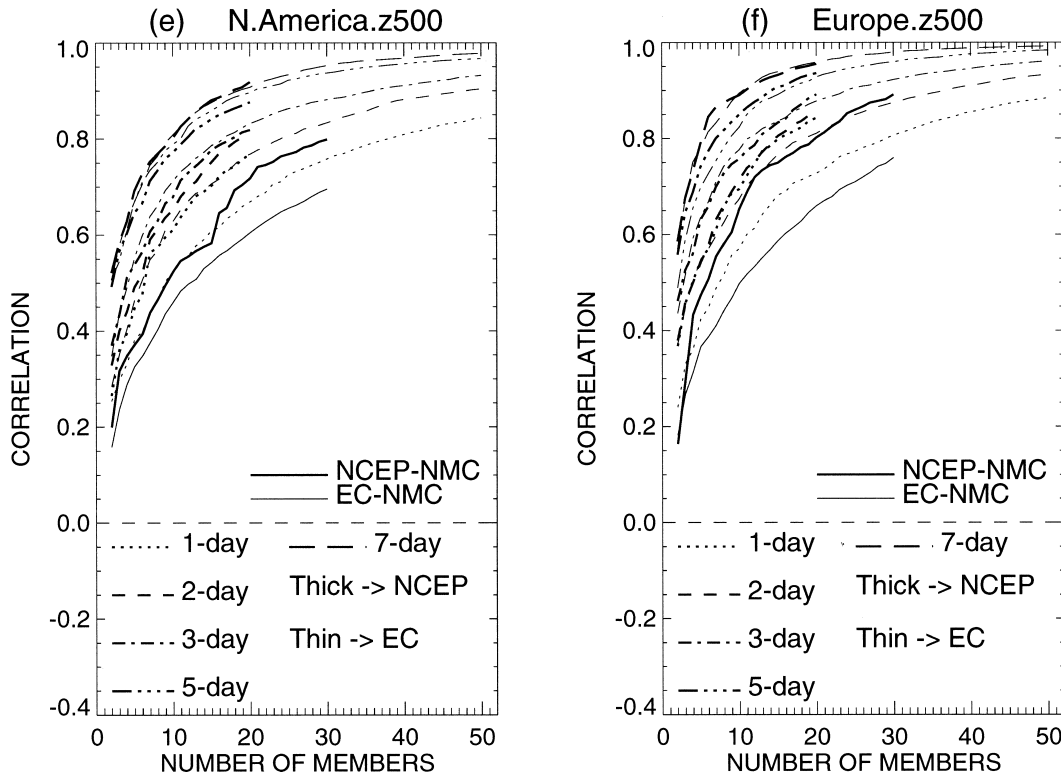 (e) N.America.z500
1.0
0.8
0.6
0.4
0.2
0.0
-0.2
-0.4
CORRELATION
NCEP-NMC
EC-NMC
1-day
7-day
2-day
Thick -> NCEP
3-day
Thin -> EC
5-day
0 10 20 30 40 50
NUMBER OF MEMBERS
(f) Europe.z500
1.0
0.8
0.6
0.4
0.2
0.0
-0.2
-0.4
CORRELATION
NCEP-NMC
EC-NMC
1-day
7-day
2-day
Thick -> NCEP
3-day
Thin -> EC
5-day
0 10 20 30 40 50
NUMBER OF MEMBERS